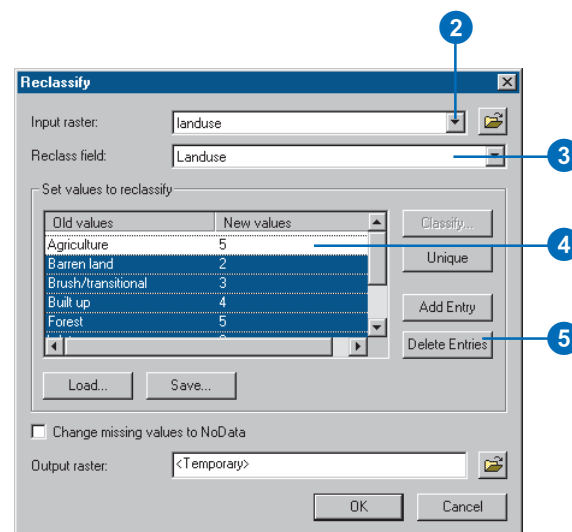 2
Reclassify
Input raster: landuse
Reclass field: Landuse
3
Set values to reclassify
Old values New values
Classify...
Agriculture 5
4
Barren land 2
Unique
Brush/transitional 3
Built up 4
Add Entry
Forest 5
Delete Entries
5
Load... Save...
Change missing values to NoData
Output raster: <Temporary>
OK Cancel